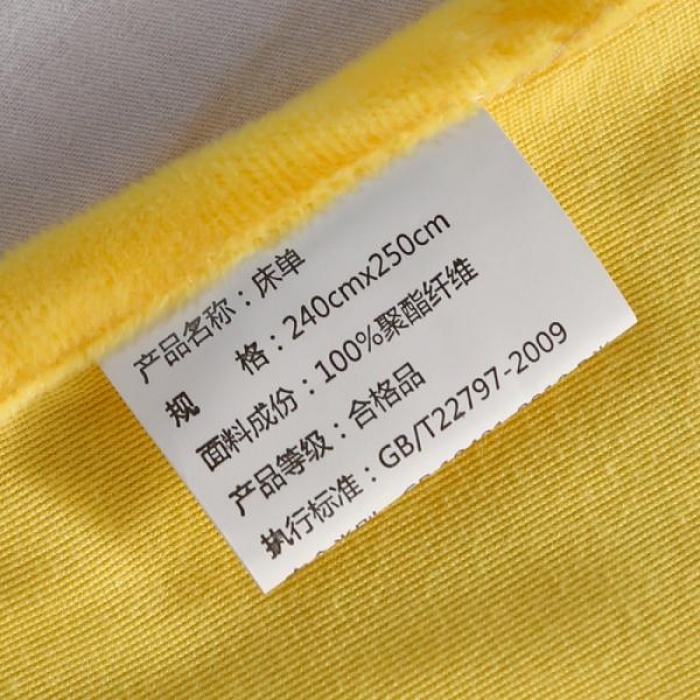 产品名称：床单
规 格：240cmx250cm
面料成份：100%聚酯纤维
产品等级：合格品
执行标准：GB/T22797-2009